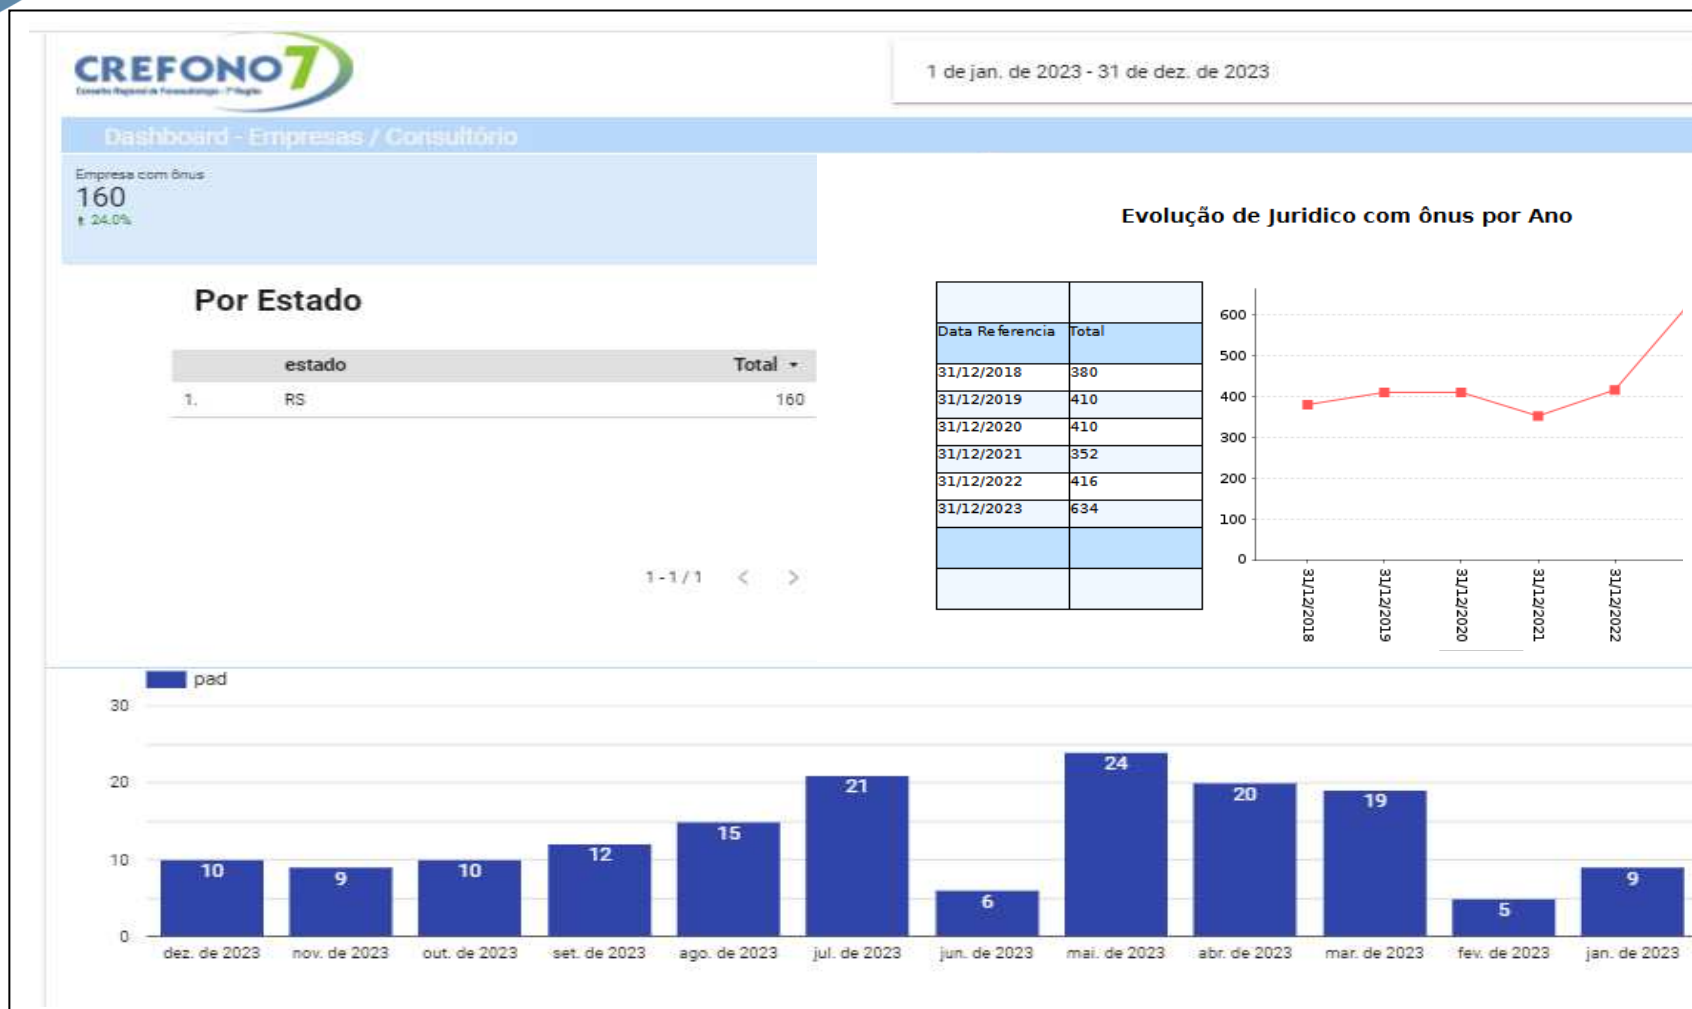 CREFONO7
Conselho Regional de Fonoaudiologia - 7ª Região
1 de jan. de 2023 - 31 de dez. de 2023
Dashboard - Empresas / Consultório
Empresa com ônus
160
24.0%
Evolução de Juridico com ônus por Ano
Por Estado
estado Total
1. RS 160
1 - 1 / 1 < >
Data Referencia Total
31/12/2018 380
31/12/2019 410
31/12/2020 410
31/12/2021 352
31/12/2022 416
31/12/2023 634
600
500
400
300
200
100
0
31/12/2018 31/12/2019 31/12/2020 31/12/2021 31/12/2022
pad
30
20
10
0
10 9 10 12 15 21 6 24 20 19 5 9
dez. de 2023 nov. de 2023 out. de 2023 set. de 2023 ago. de 2023 jul. de 2023 jun. de 2023 mai. de 2023 abr. de 2023 mar. de 2023 fev. de 2023 jan. de 2023